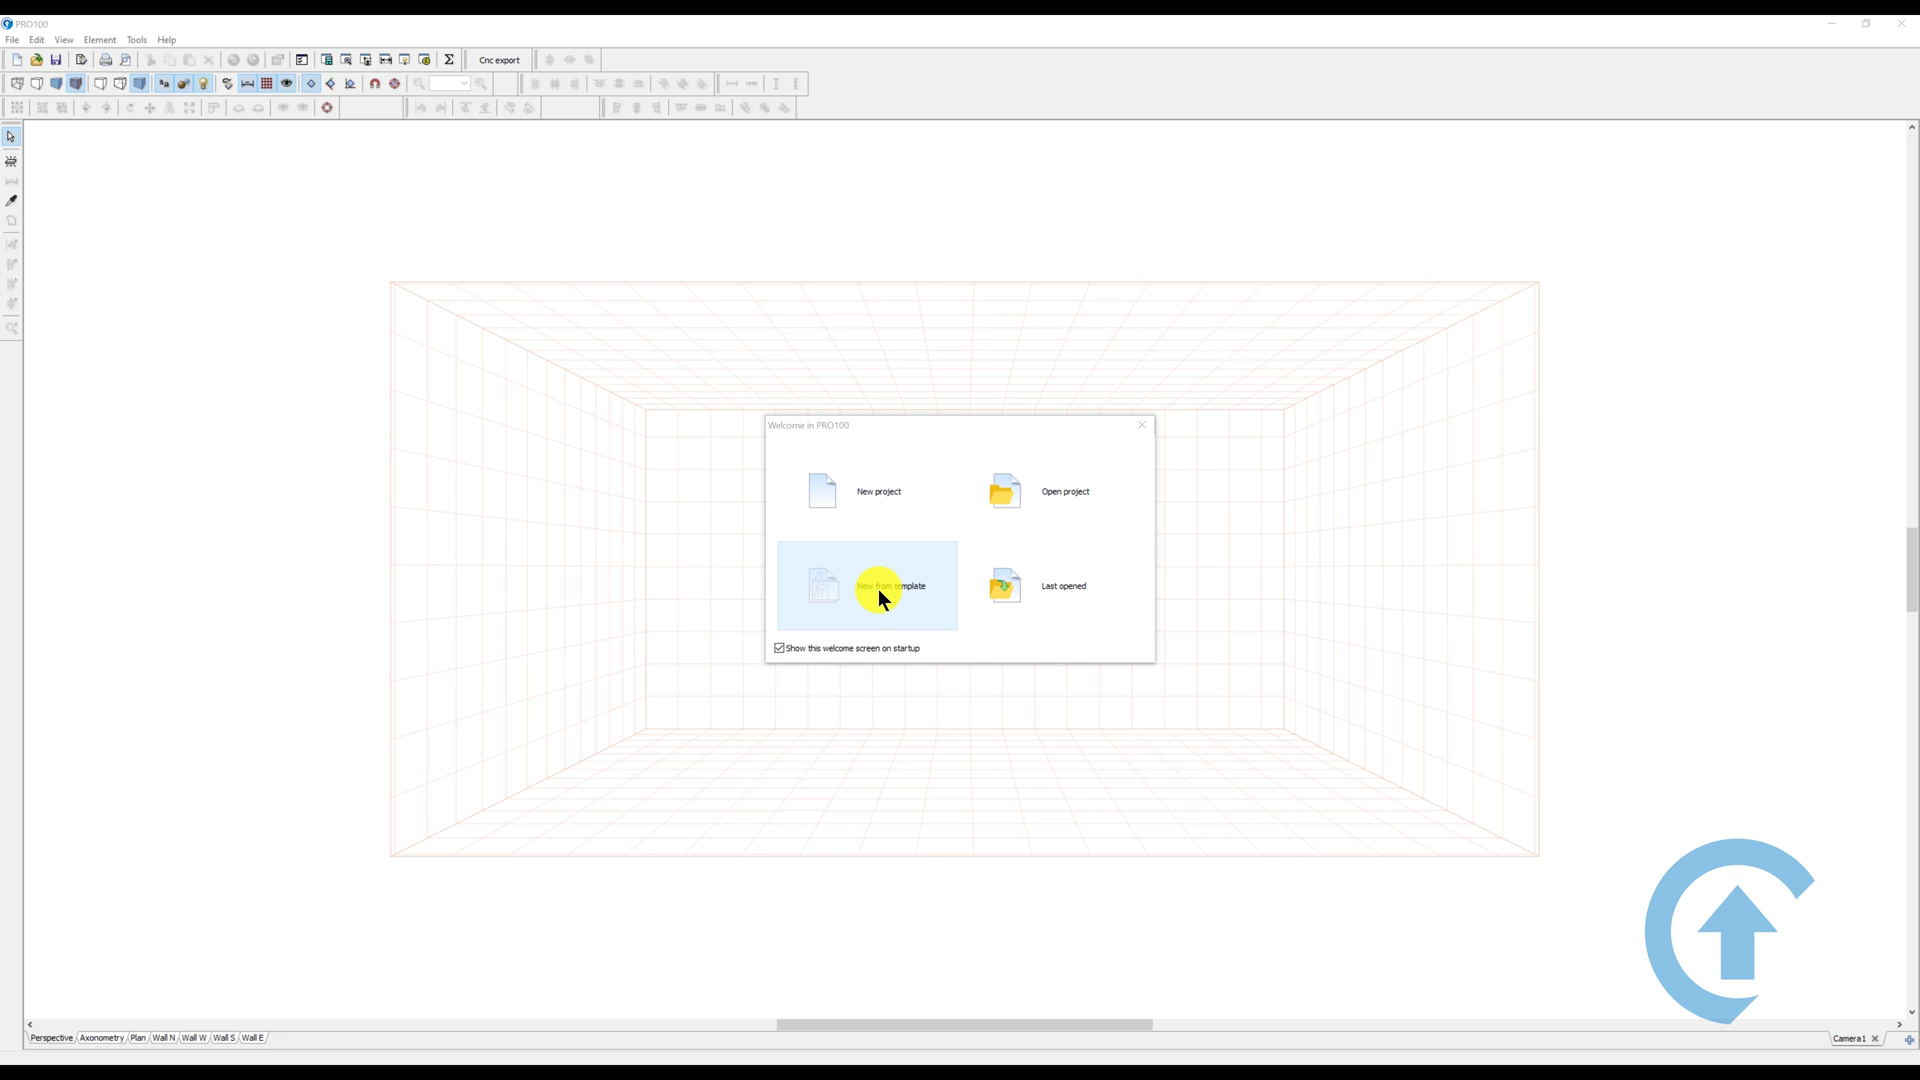 PRO100
File Edit View Element Tools Help
Cnc export
Welcome in PRO100
New project
Open project
New from template
Last opened
Show this welcome screen on startup
Perspective Axonometry Plan Wall N Wall W Wall S Wall E
Camera1